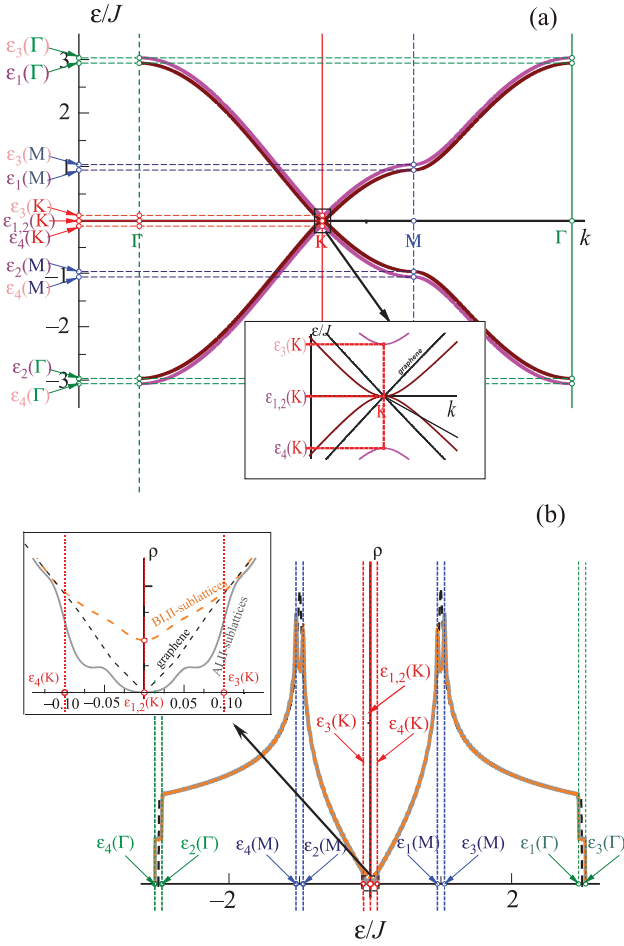 ε/J
(a)
ε3(Γ)
3
ε1(Γ)
2
ε3(M)
1
ε1(M)
ε3(K)
ε1,2(K)
ε4(K)
Γ
K
M
Γ
k
ε2(M)
−1
ε4(M)
−2
ε2(Γ)
−3
ε4(Γ)
ε/J
graphene
ε3(K)
ε1,2(K)
K
k
ε4(K)
(b)
ρ
ρ
BI,II-sublattices
graphene
AI,II-sublattices
ε4(K)
ε1,2(K)
ε3(K)
−0.10
−0.05
0.05
0.10
ε1,2(K)
ε3(K)
ε4(K)
ε4(Γ)
ε2(Γ)
ε4(M)
ε2(M)
ε1(M)
ε3(M)
ε1(Γ)
ε3(Γ)
−2
2
ε/J